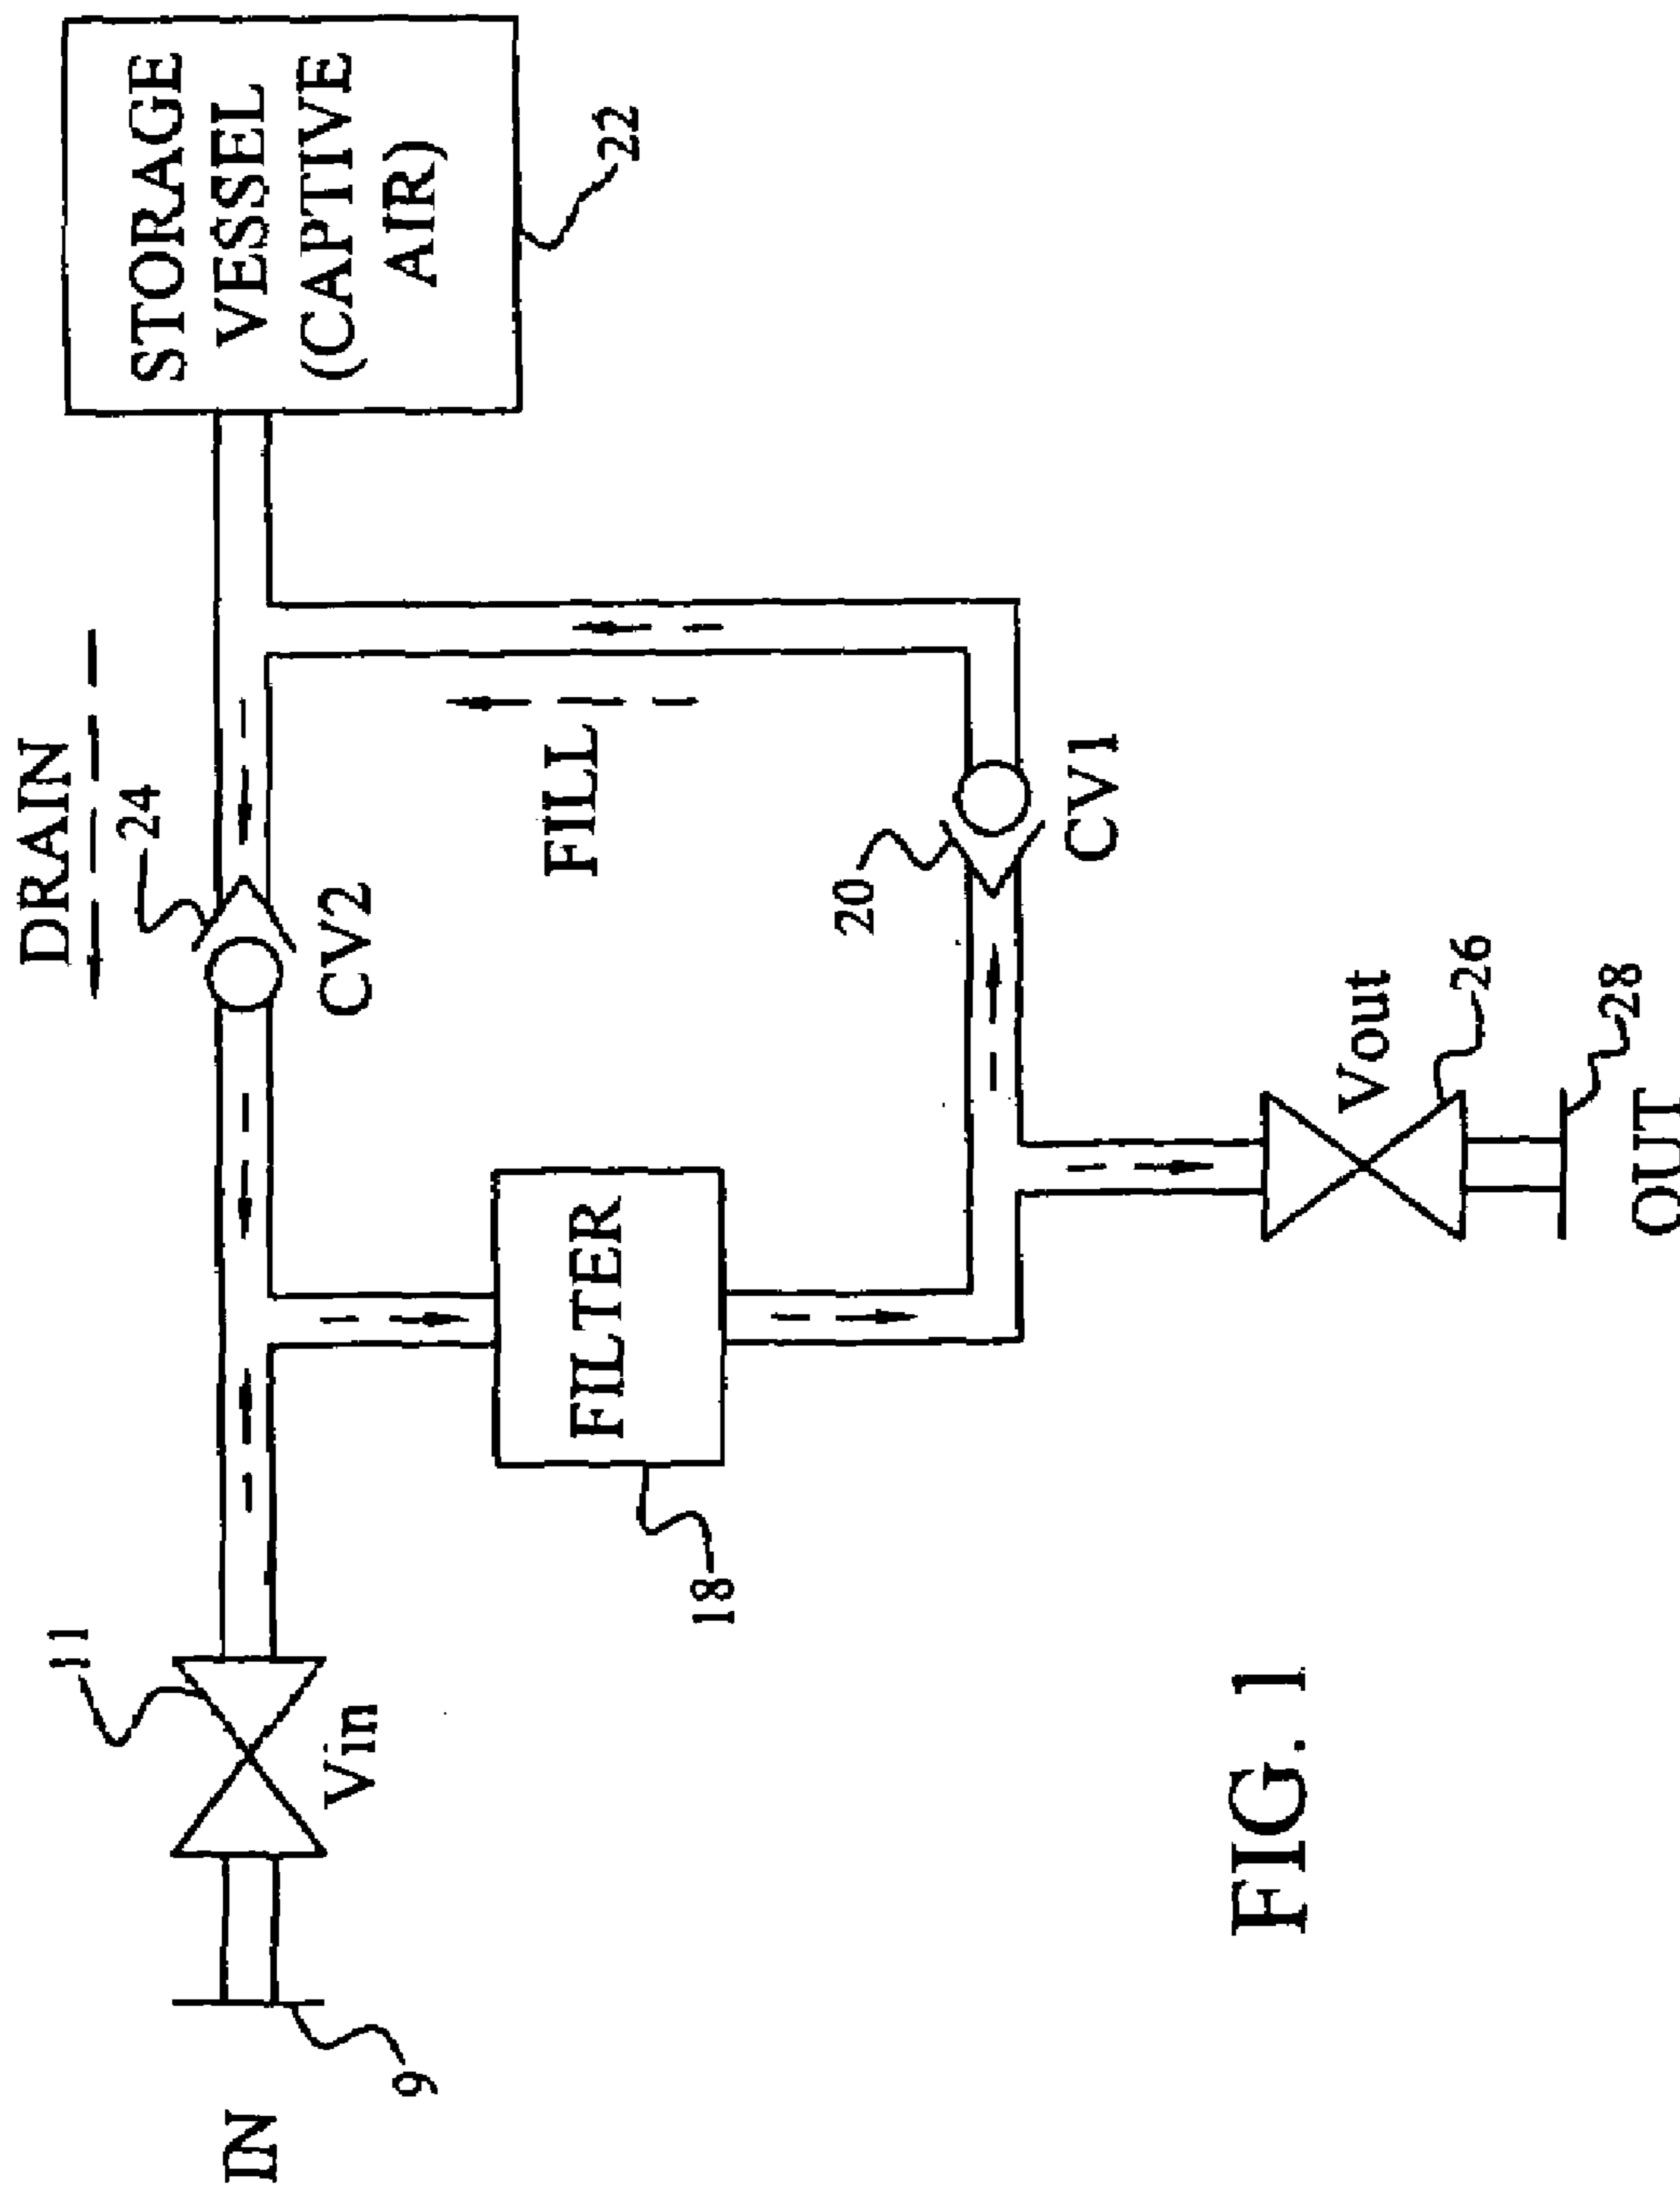 IN
9
11
Vin
18
FILTER
DRAIN
24
CV2
FILL
20
CV1
STORAGE
VESSEL
(CAPTIVE
AIR)
22
Vout
26
28
OUT
FIG. 1